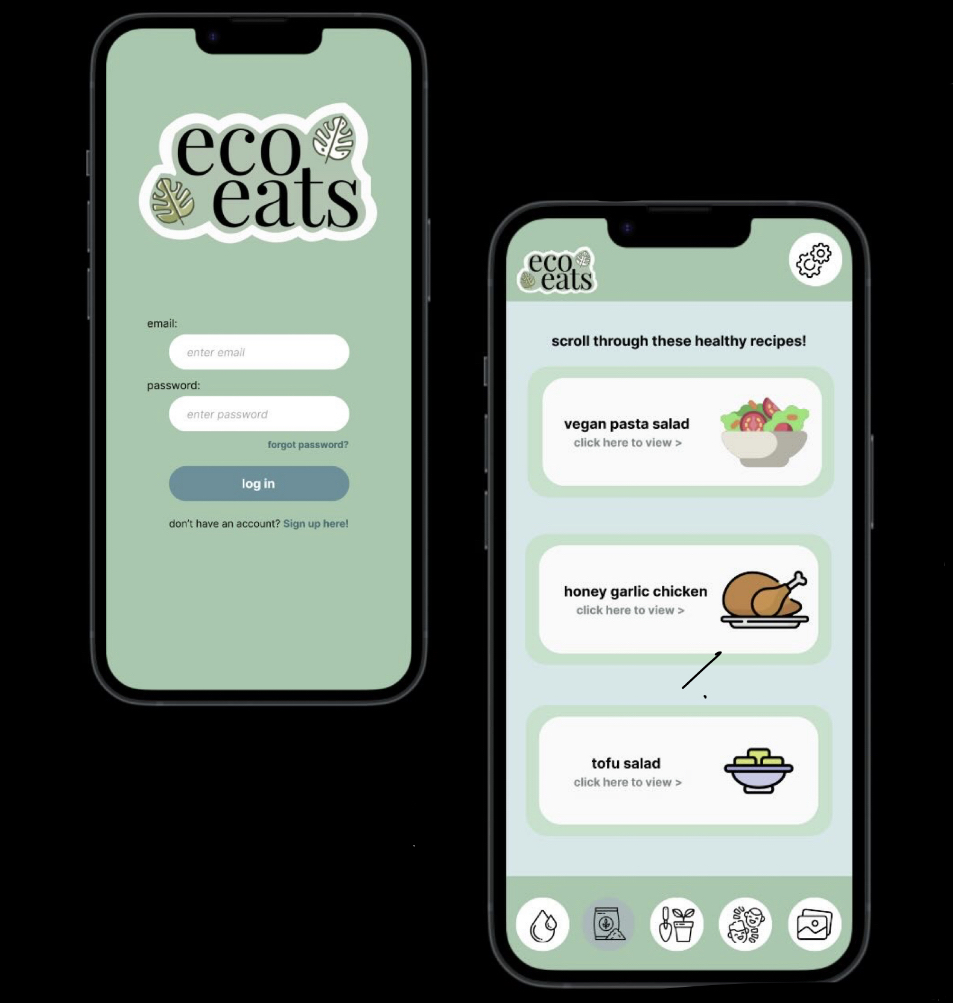 eco
eats
email:
enter email
password:
enter password
forgot password?
log in
don't have an account? Sign up here!
eco
eats
scroll through these healthy recipes!
vegan pasta salad
click here to view >
honey garlic chicken
click here to view >
tofu salad
click here to view >